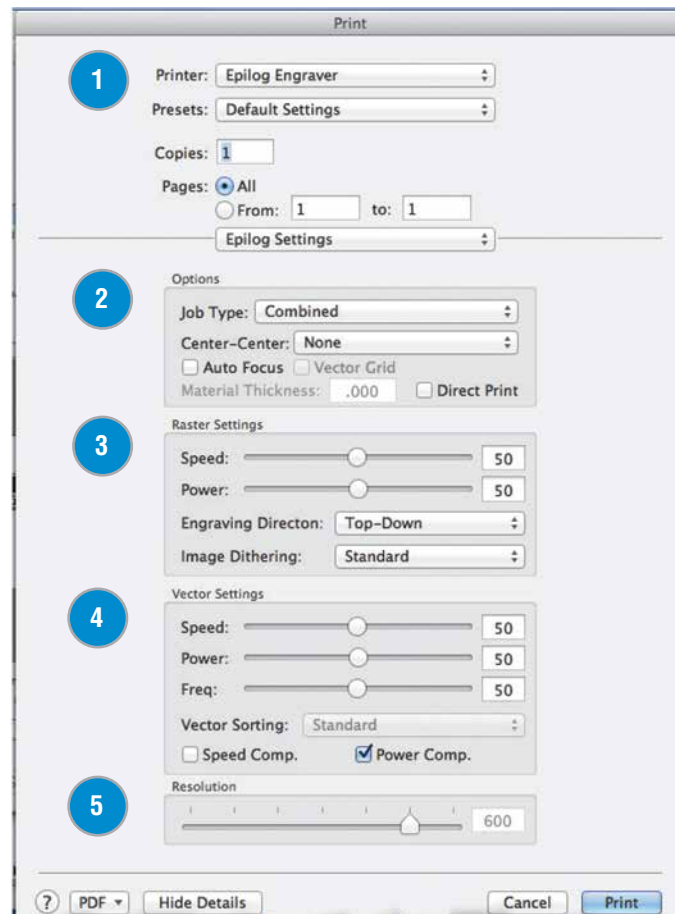 Print
1
Printer: Epilog Engraver
Presets: Default Settings
Copies: 1
Pages: All
From: 1 to: 1
Epilog Settings
2
Options
Job Type: Combined
Center-Center: None
Auto Focus Vector Grid
Material Thickness: .000 Direct Print
3
Raster Settings
Speed: 50
Power: 50
Engraving Directon: Top-Down
Image Dithering: Standard
4
Vector Settings
Speed: 50
Power: 50
Freq: 50
Vector Sorting: Standard
Speed Comp. Power Comp.
5
Resolution
600
? PDF Hide Details Cancel Print